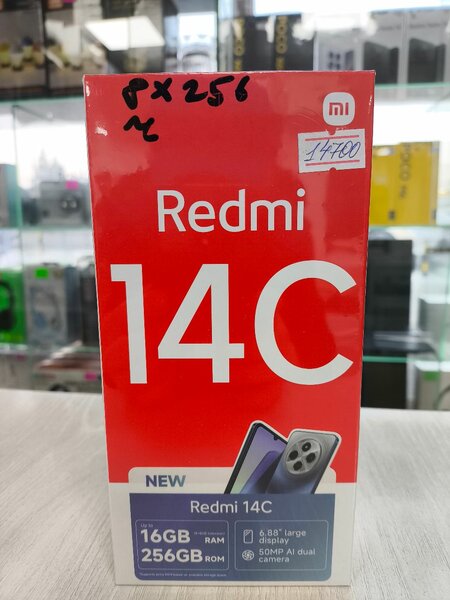 8x256
ч
mi
14700
Redmi
14C
NEW
Redmi 14C
Up to
16GB RAM
256GB ROM
6.88" large
display
50MP AI dual
camera